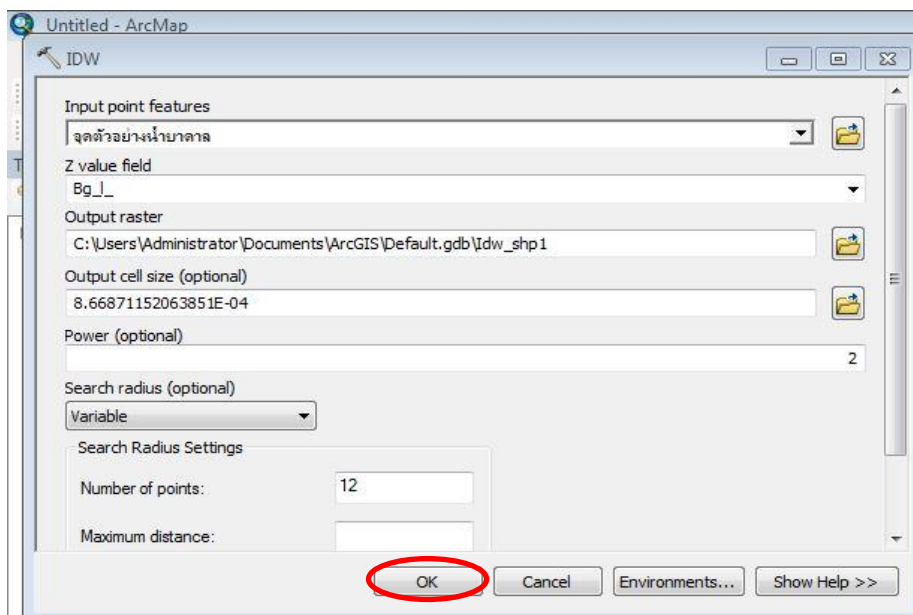 Untitled - ArcMap
IDW
Input point features
จุดตัวอย่างน้ำบาดาล
Z value field
Bg_l_
Output raster
C:\Users\Administrator\Documents\ArcGIS\Default.gdb\Idw_shp1
Output cell size (optional)
8.66871152063851E-04
Power (optional)
2
Search radius (optional)
Variable
Search Radius Settings
Number of points:
12
Maximum distance:
OK
Cancel
Environments...
Show Help >>